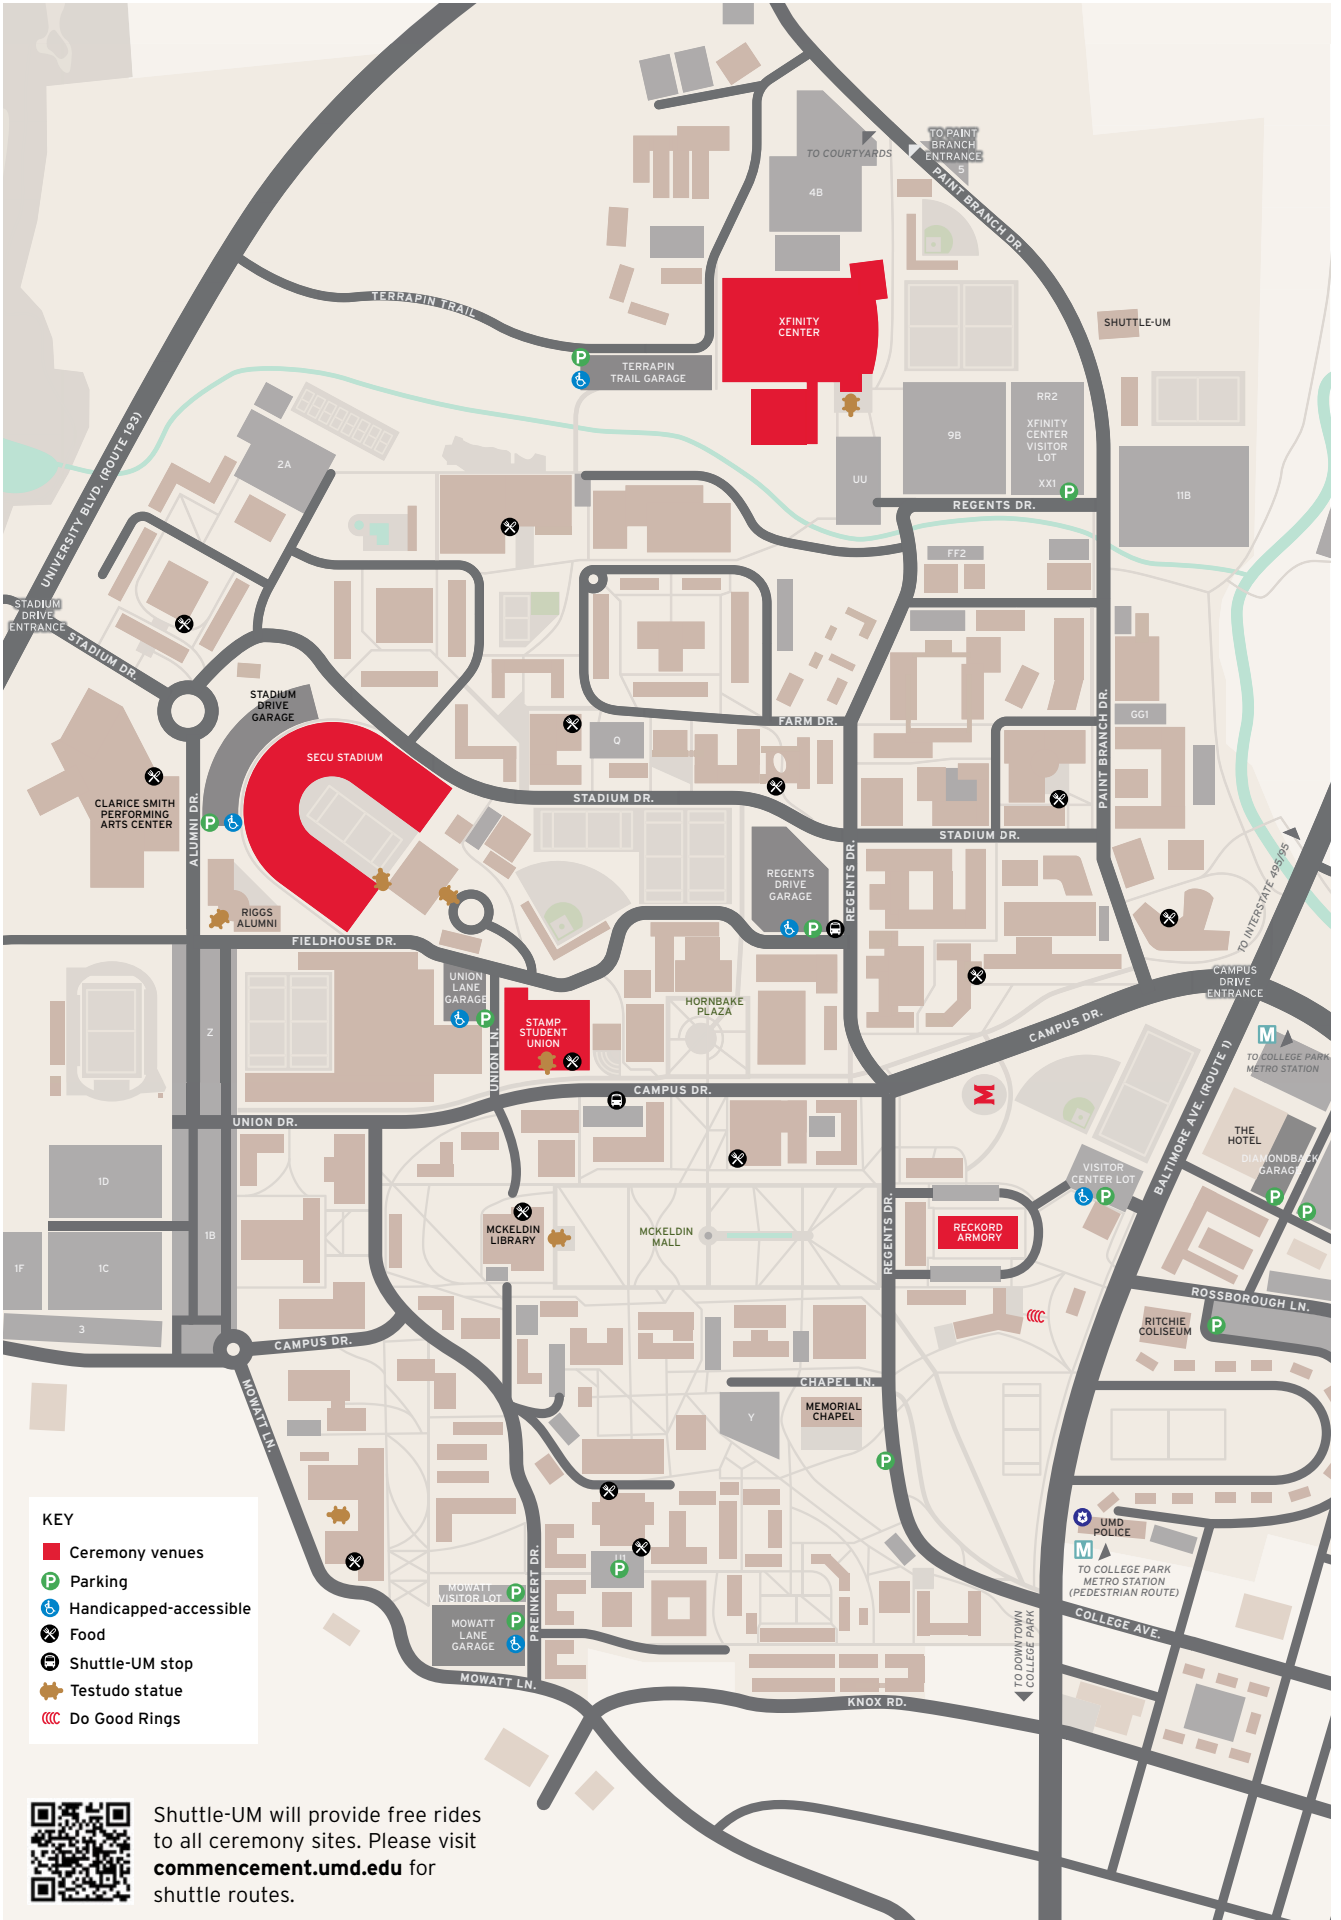 TO COURTYARDS
TO PAINT
BRANCH
ENTRANCE
5
4B
PAINT BRANCH DR.
TERRAPIN TRAIL
XFINITY
CENTER
SHUTTLE-UM
TERRAPIN
TRAIL GARAGE
RR2
XFINITY
CENTER
VISITOR
LOT
XX1
9B
UNIVERSITY BLVD. (ROUTE 193)
2A
UU
11B
REGENTS DR.
FF2
STADIUM
DRIVE
ENTRANCE
STADIUM DR.
STADIUM
DRIVE
GARAGE
FARM DR.
PAINT BRANCH DR.
GG1
Q
SECU STADIUM
CLARICE SMITH
PERFORMING
ARTS CENTER
ALUMNI DR.
STADIUM DR.
STADIUM DR.
REGENTS
DRIVE
GARAGE
REGENTS DR.
TO INTERSTATE 495/95
RIGGS
ALUMNI
FIELDHOUSE DR.
UNION
LANE
GARAGE
HORNBAKE
PLAZA
CAMPUS
DRIVE
ENTRANCE
STAMP
STUDENT
UNION
UNION LN.
Z
CAMPUS DR.
M
TO COLLEGE PARK
METRO STATION
CAMPUS DR.
M
UNION DR.
BALTIMORE AVE. (ROUTE 1)
THE
HOTEL
DIAMONDBACK
GARAGE
VISITOR
CENTER LOT
1D
1B
MCKELDIN
LIBRARY
MCKELDIN
MALL
REGENTS DR.
RECKORD
ARMORY
1F
1C
ROSSBOROUGH LN.
3
RITCHIE
COLISEUM
CAMPUS DR.
MOWATT LN.
CHAPEL LN.
Y
MEMORIAL
CHAPEL
UMD
POLICE
M
TO COLLEGE PARK
METRO STATION
(PEDESTRIAN ROUTE)
U1
PREINKERT DR.
MOWATT
VISITOR LOT
MOWATT
LANE
GARAGE
MOWATT LN.
TO DOWNTOWN
COLLEGE PARK
COLLEGE AVE.
KNOX RD.
KEY
Ceremony venues
P Parking
Handicapped-accessible
Food
Shuttle-UM stop
Testudo statue
Do Good Rings
Shuttle-UM will provide free rides
to all ceremony sites. Please visit
commencement.umd.edu for
shuttle routes.